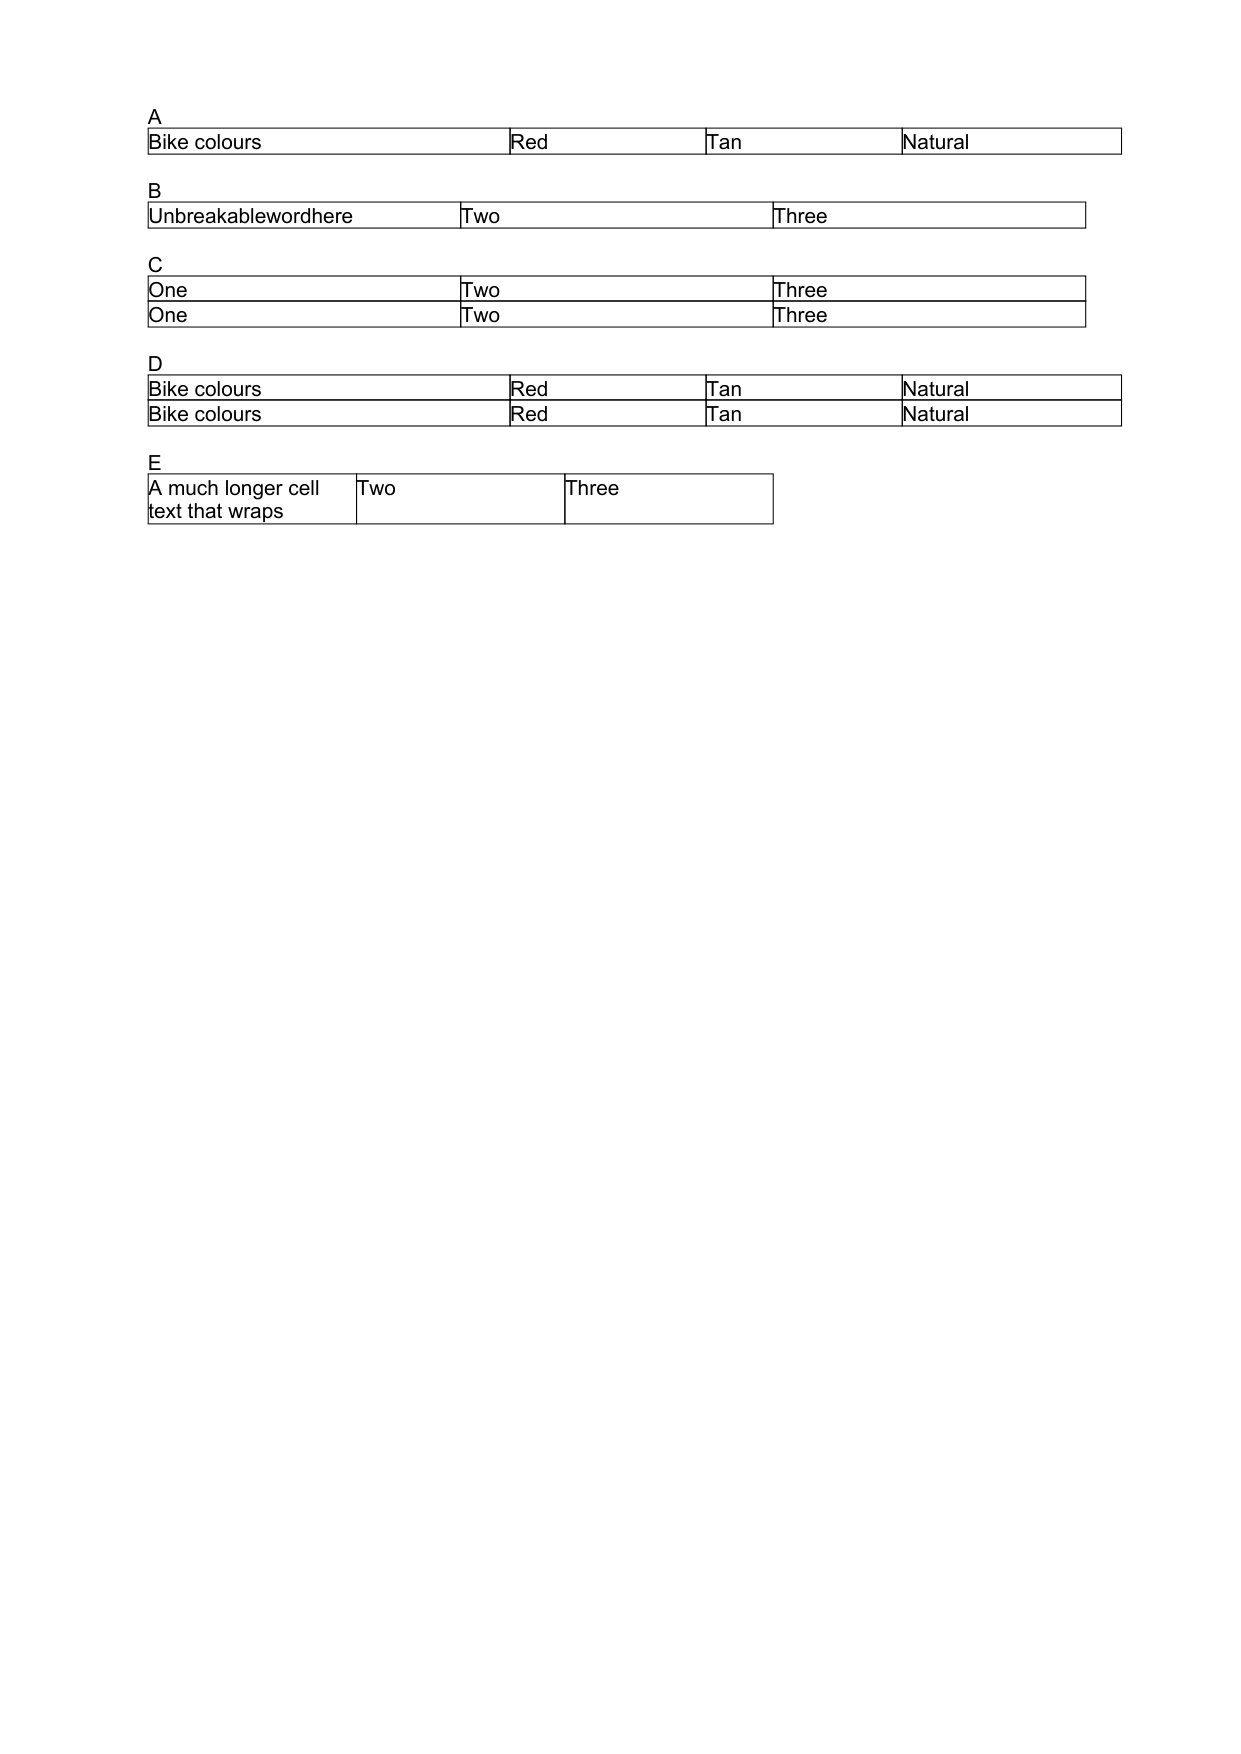 A
Bike colours Red Tan Natural
B
Unbreakablewordhere Two Three
C
One Two Three
One Two Three
D
Bike colours Red Tan Natural
Bike colours Red Tan Natural
E
A much longer cell Two Three
text that wraps